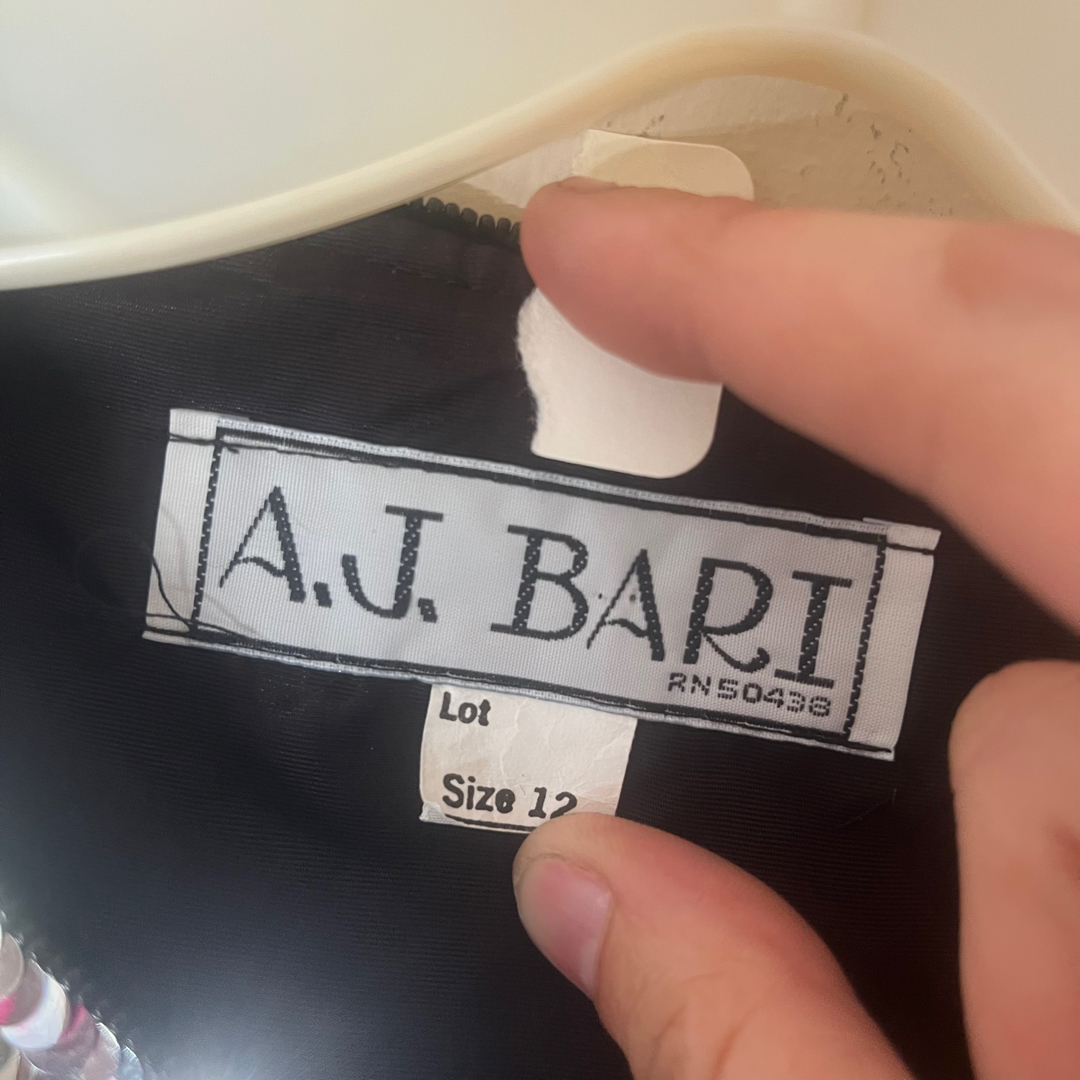 A.J. BARI
RN50438
Lot
Size 12